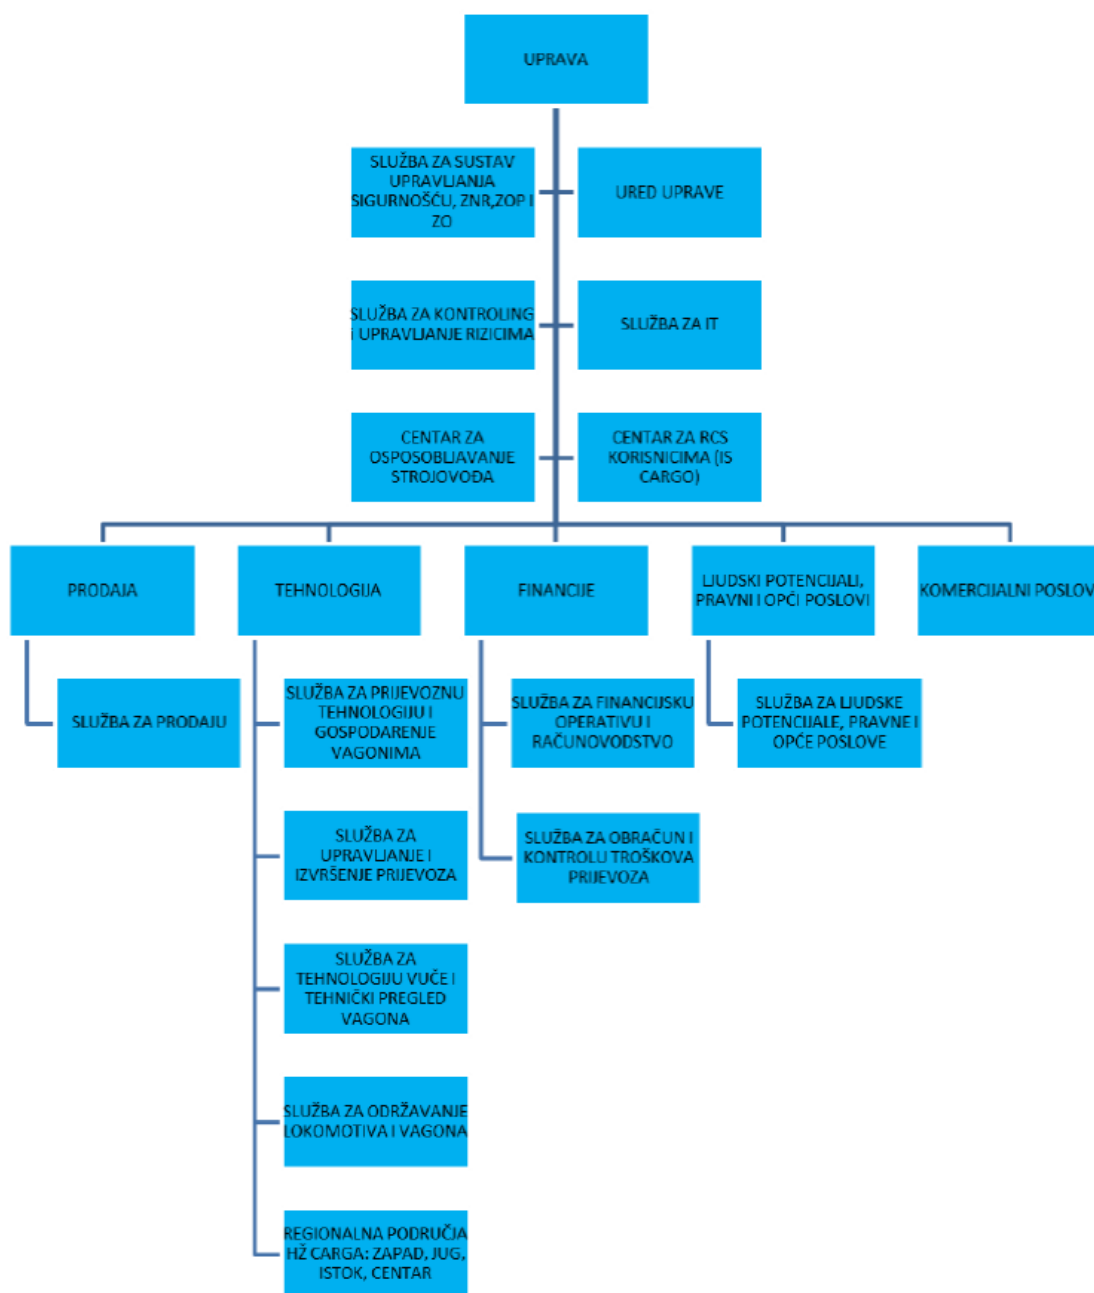 UPRAVA
SLUŽBA ZA SUSTAV
UPRAVLJANJA
SIGURNOŠĆU, ZNR,ZOP I
ZO
URED UPRAVE
SLUŽBA ZA KONTROLING
i UPRAVLJANJE RIZICIMA
SLUŽBA ZA IT
CENTAR ZA
OSPOSOBLJAVANJE
STROJOVOĐA
CENTAR ZA RCS
KORISNICIMA (IS
CARGO)
PRODAJA
TEHNOLOGIJA
FINANCIJE
LJUDSKI POTENCIJALI,
PRAVNI I OPĆI POSLOVI
KOMERCIJALNI POSLOV
SLUŽBA ZA PRODAJU
SLUŽBA ZA PRIJEVOZNU
TEHNOLOGIJU I
GOSPODARENJE
VAGONIMA
SLUŽBA ZA FINANCIJSKU
OPERATIVU I
RAČUNOVODSTVO
SLUŽBA ZA LJUDSKE
POTENCIJALE, PRAVNE I
OPĆE POSLOVE
SLUŽBA ZA
UPRAVLJANJE I
IZVRŠENJE PRIJEVOZA
SLUŽBA ZA OBRAČUN I
KONTROLU TROŠKOVA
PRIJEVOZA
SLUŽBA ZA
TEHNOLOGIJU VUČE I
TEHNIČKI PREGLED
VAGONA
SLUŽBA ZA ODRŽAVANJE
LOKOMOTIVA I VAGONA
REGIONALNA PODRUČJA
HŽ CARGA: ZAPAD, JUG,
ISTOK, CENTAR